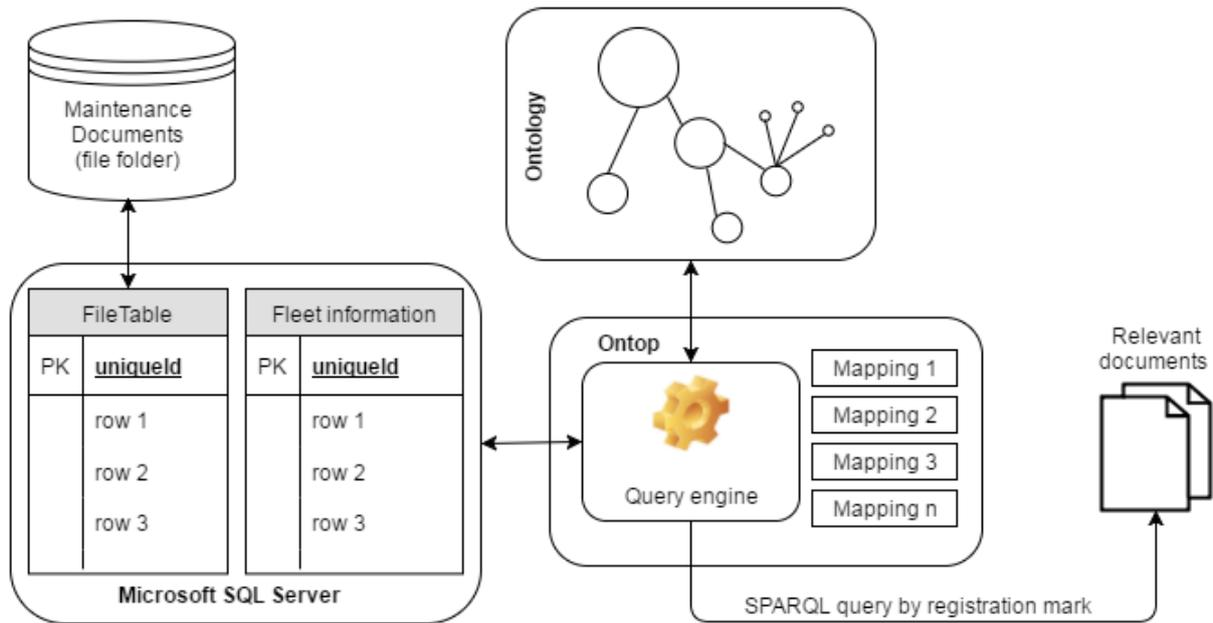 Maintenance
Documents
(file folder)
Ontology
FileTable
PK uniqueId
row 1
row 2
row 3
Fleet information
PK uniqueId
row 1
row 2
row 3
Microsoft SQL Server
Ontop
Query engine
Mapping 1
Mapping 2
Mapping 3
Mapping n
Relevant
documents
SPARQL query by registration mark